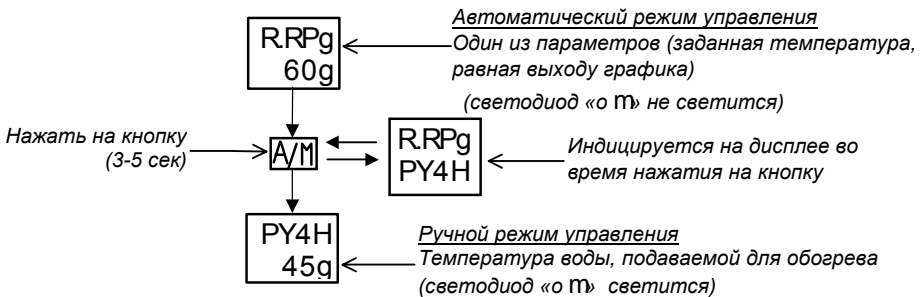 Автоматический режим управления
R.RPg
60g
Один из параметров (заданная температура,
равная выходу графика)
(светодиод «о m» не светится)
Нажать на кнопку
(3-5 сек)
A/M
R.RPg
PY4H
Индицируется на дисплее во
время нажатия на кнопку
PY4H
45g
Ручной режим управления
Температура воды, подаваемой для обогрева
(светодиод «о m» светится)